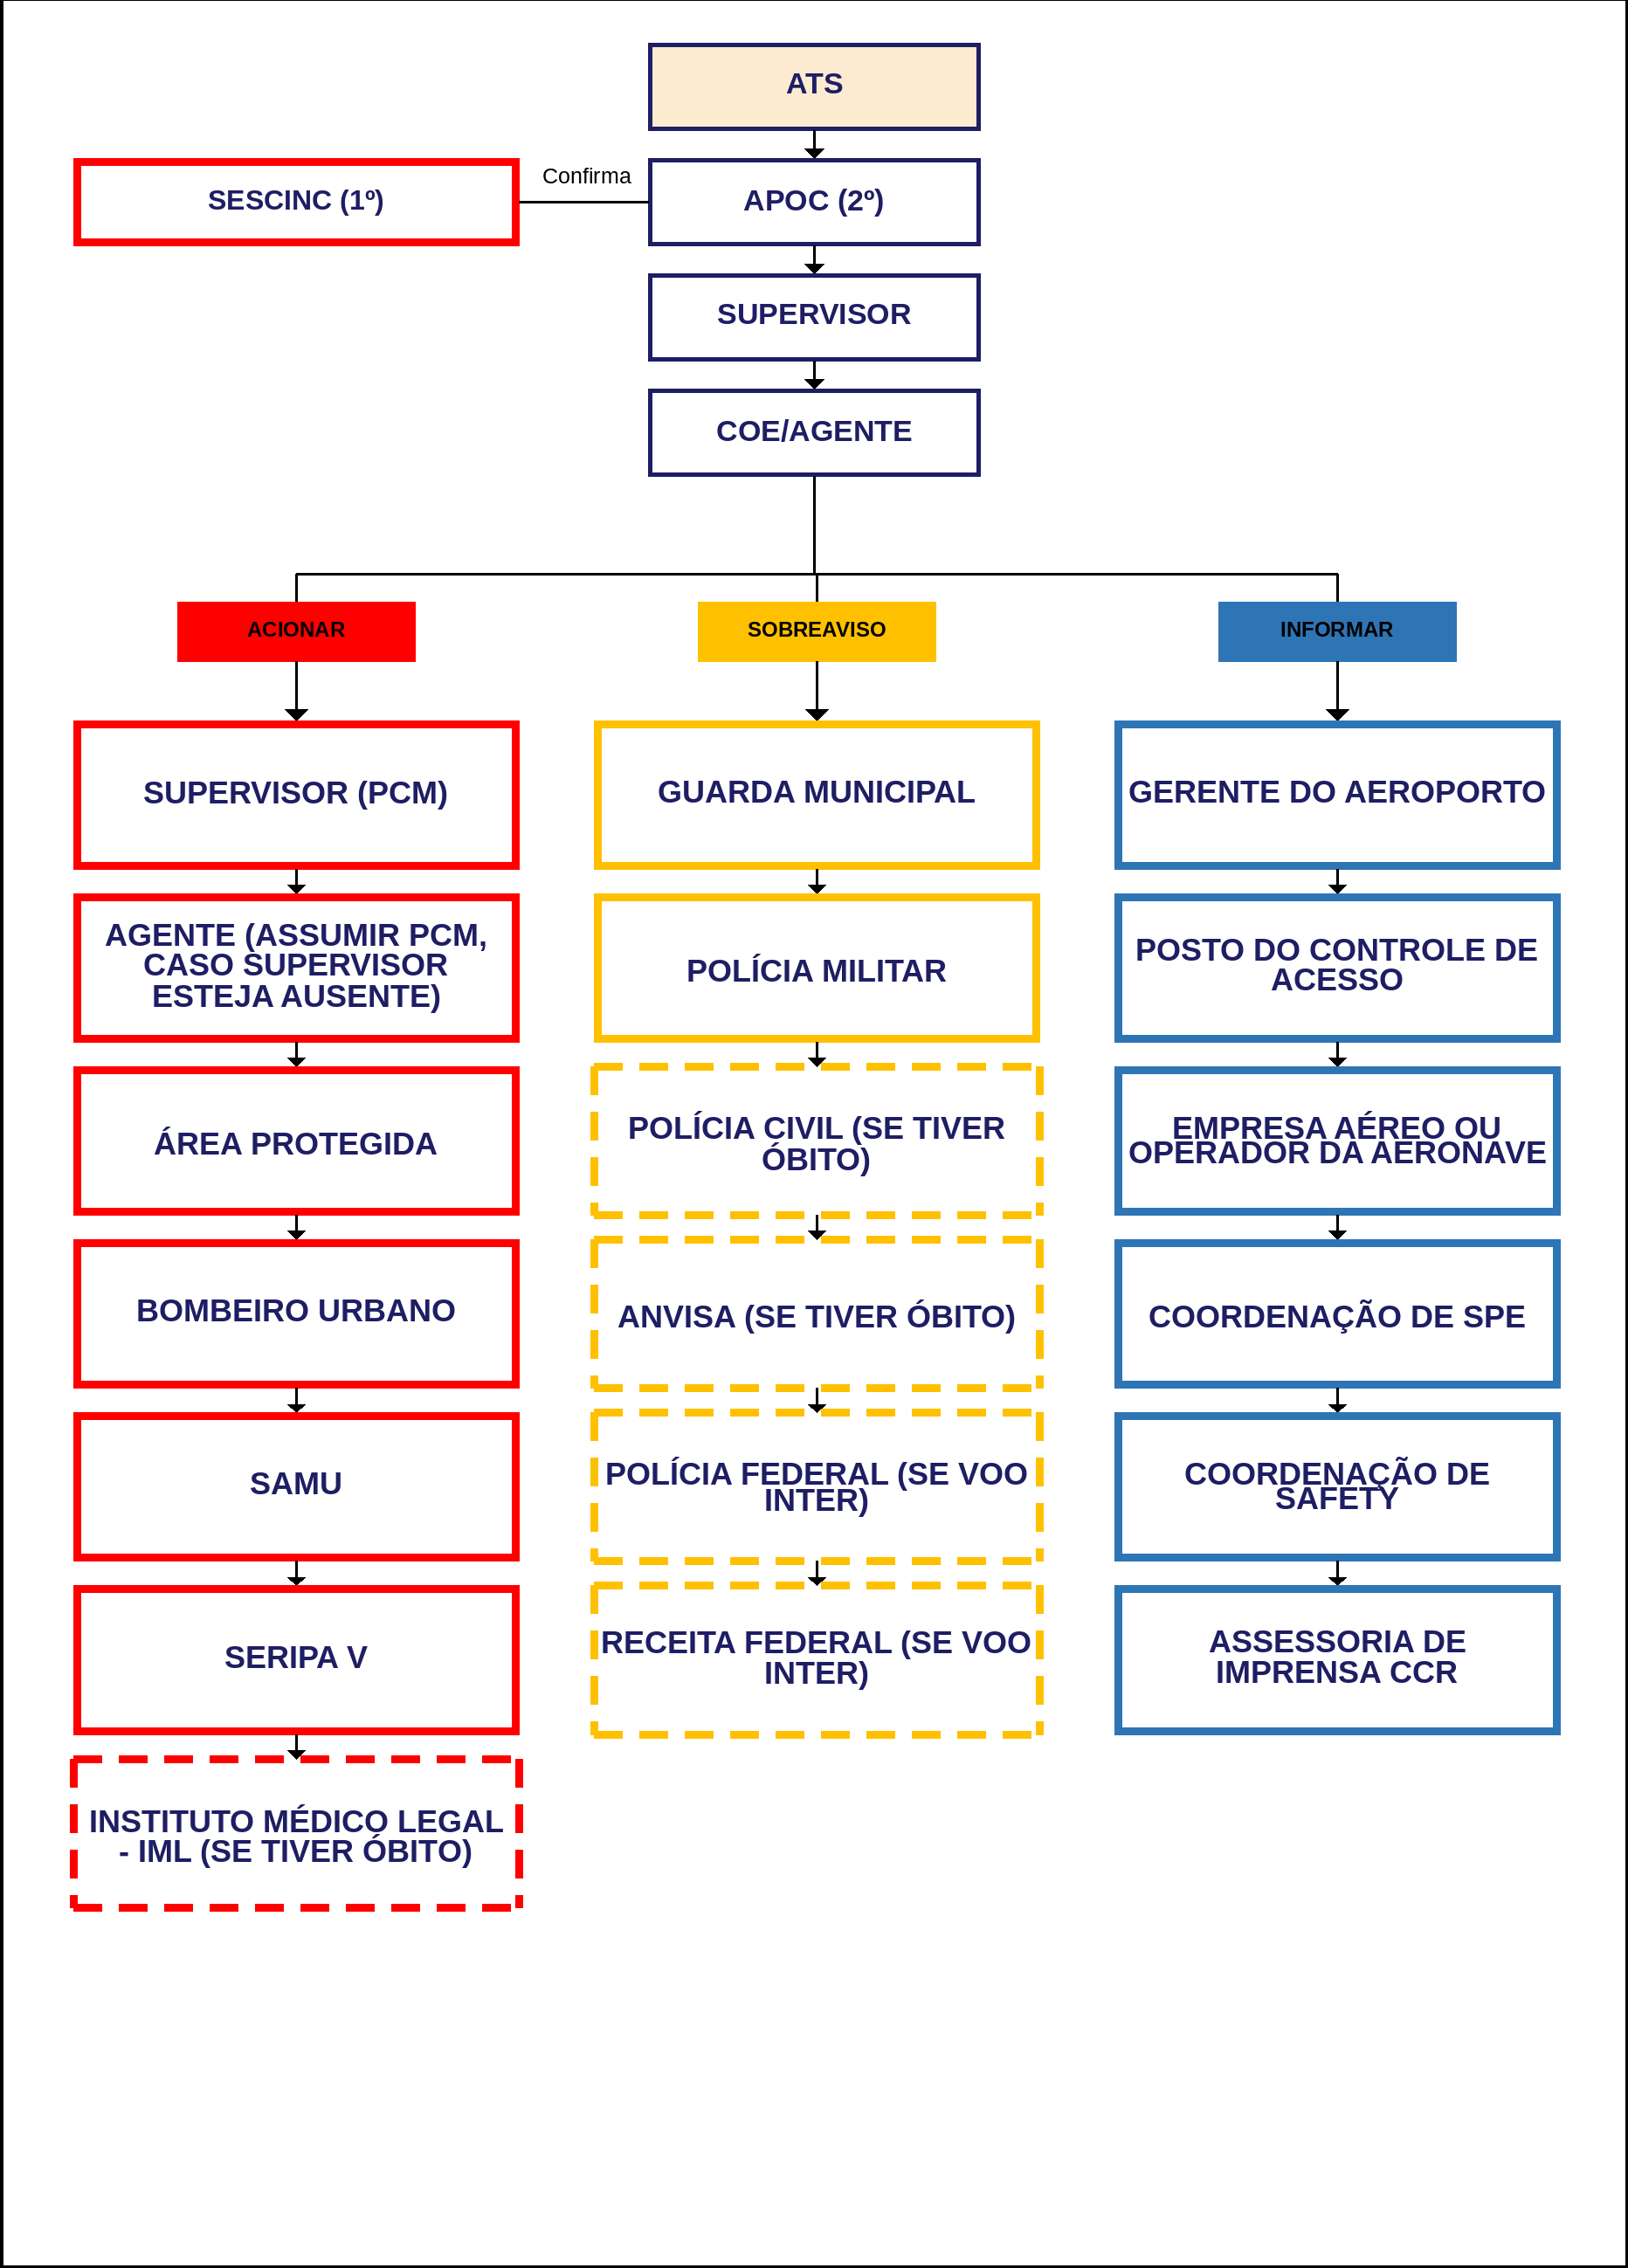 ATS
SESCINC (1º)
Confirma
APOC (2º)
SUPERVISOR
COE/AGENTE
ACIONAR
SOBREAVISO
INFORMAR
SUPERVISOR (PCM)
AGENTE (ASSUMIR PCM,
CASO SUPERVISOR
ESTEJA AUSENTE)
ÁREA PROTEGIDA
BOMBEIRO URBANO
SAMU
SERIPA V
INSTITUTO MÉDICO LEGAL
- IML (SE TIVER ÓBITO)
GUARDA MUNICIPAL
POLÍCIA MILITAR
POLÍCIA CIVIL (SE TIVER
ÓBITO)
ANVISA (SE TIVER ÓBITO)
POLÍCIA FEDERAL (SE VOO
INTER)
RECEITA FEDERAL (SE VOO
INTER)
GERENTE DO AEROPORTO
POSTO DO CONTROLE DE
ACESSO
EMPRESA AÉREO OU
OPERADOR DA AERONAVE
COORDENAÇÃO DE SPE
COORDENAÇÃO DE
SAFETY
ASSESSORIA DE
IMPRENSA CCR